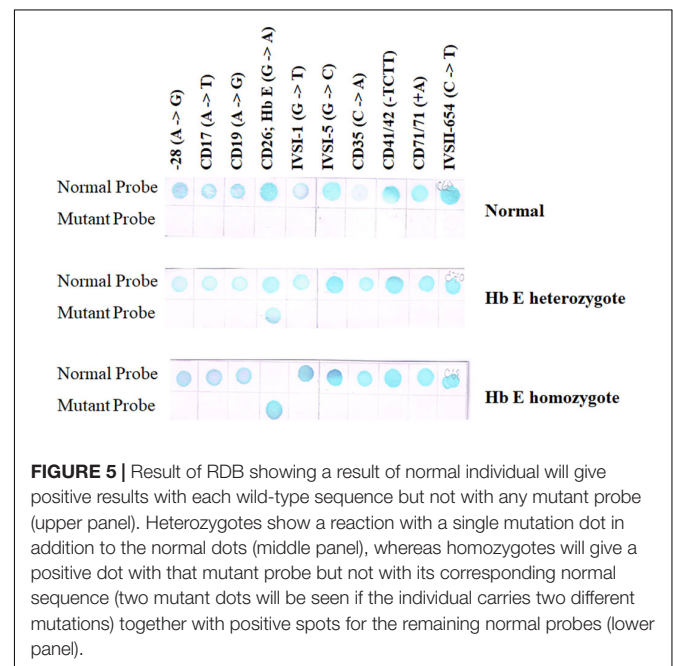 -28 (A -> G)
CD17 (A -> T)
CD19 (A -> G)
CD26; Hb E (G -> A)
IVSI-1 (G -> T)
IVSI-5 (G -> C)
CD35 (C -> A)
CD41/42 (-TCTT)
CD71/71 (+A)
IVSII-654 (C -> T)
Normal Probe
Mutant Probe
Normal
Normal Probe
Mutant Probe
Hb E heterozygote
Normal Probe
Mutant Probe
Hb E homozygote
FIGURE 5 | Result of RDB showing a result of normal individual will give
positive results with each wild-type sequence but not with any mutant probe
(upper panel). Heterozygotes show a reaction with a single mutation dot in
addition to the normal dots (middle panel), whereas homozygotes will give a
positive dot with that mutant probe but not with its corresponding normal
sequence (two mutant dots will be seen if the individual carries two different
mutations) together with positive spots for the remaining normal probes (lower
panel).